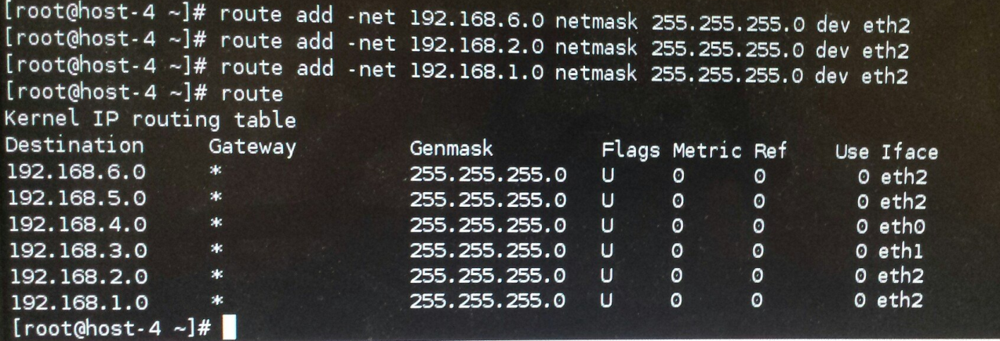 [root@host-4 ~]# route add -net 192.168.6.0 netmask 255.255.255.0 dev eth2
[root@host-4 ~]# route add -net 192.168.2.0 netmask 255.255.255.0 dev eth2
[root@host-4 ~]# route add -net 192.168.1.0 netmask 255.255.255.0 dev eth2
[root@host-4 ~]# route
Kernel IP routing table
Destination Gateway Genmask Flags Metric Ref Use Iface
192.168.6.0 * 255.255.255.0 U 0 0 0 eth2
192.168.5.0 * 255.255.255.0 U 0 0 0 eth2
192.168.4.0 * 255.255.255.0 U 0 0 0 eth0
192.168.3.0 * 255.255.255.0 U 0 0 0 eth1
192.168.2.0 * 255.255.255.0 U 0 0 0 eth2
192.168.1.0 * 255.255.255.0 U 0 0 0 eth2
[root@host-4 ~]#